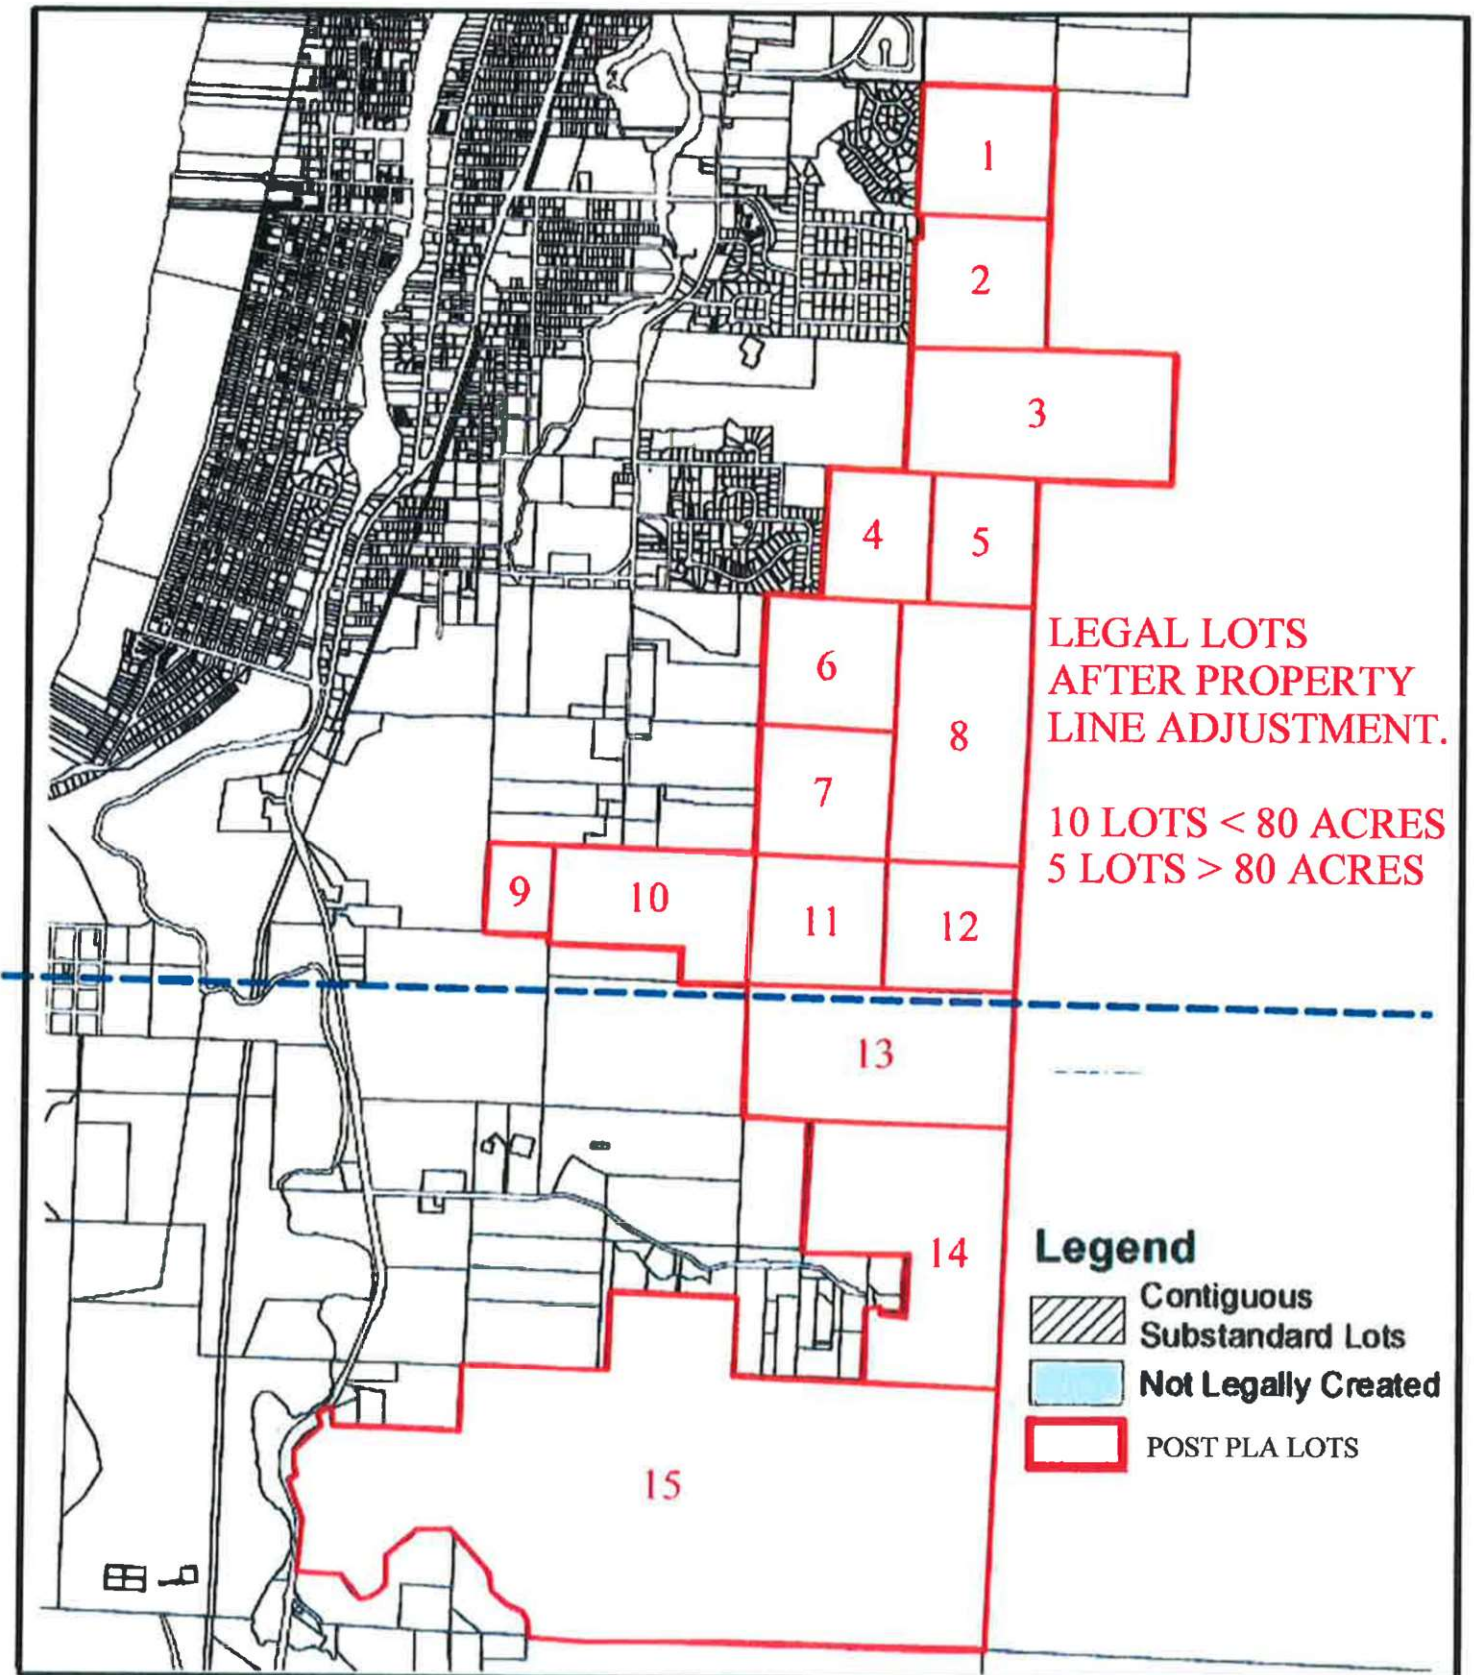 1
2
3
4
5
6
7
8
LEGAL LOTS
AFTER PROPERTY
LINE ADJUSTMENT.
10 LOTS < 80 ACRES
5 LOTS > 80 ACRES
9
10
11
12
13
14
15
Legend
Contiguous
Substandard Lots
Not Legally Created
POST PLA LOTS